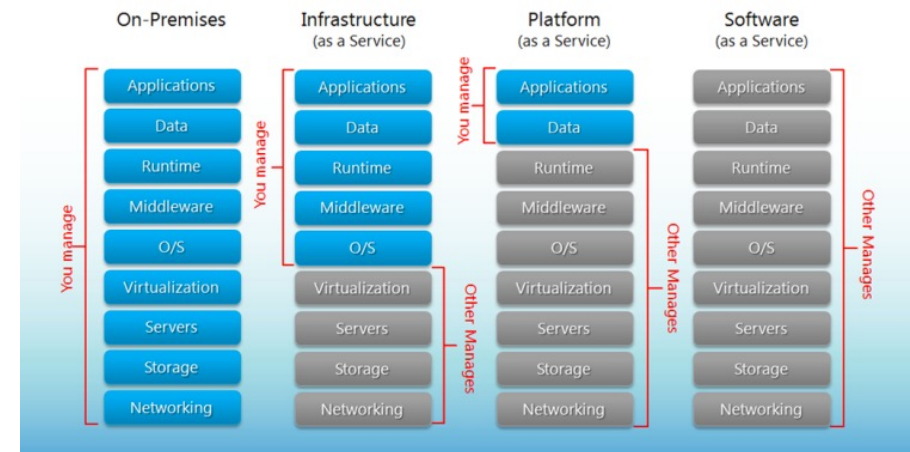 On-Premises
You manage
Applications
Data
Runtime
Middleware
O/S
Virtualization
Servers
Storage
Networking
Infrastructure
(as a Service)
You manage
Applications
Data
Runtime
Middleware
O/S
Virtualization
Servers
Storage
Networking
Other Manages
Platform
(as a Service)
You manage
Applications
Data
Runtime
Middleware
O/S
Virtualization
Servers
Storage
Networking
Other Manages
Software
(as a Service)
Applications
Data
Runtime
Middleware
O/S
Virtualization
Servers
Storage
Networking
Other Manages